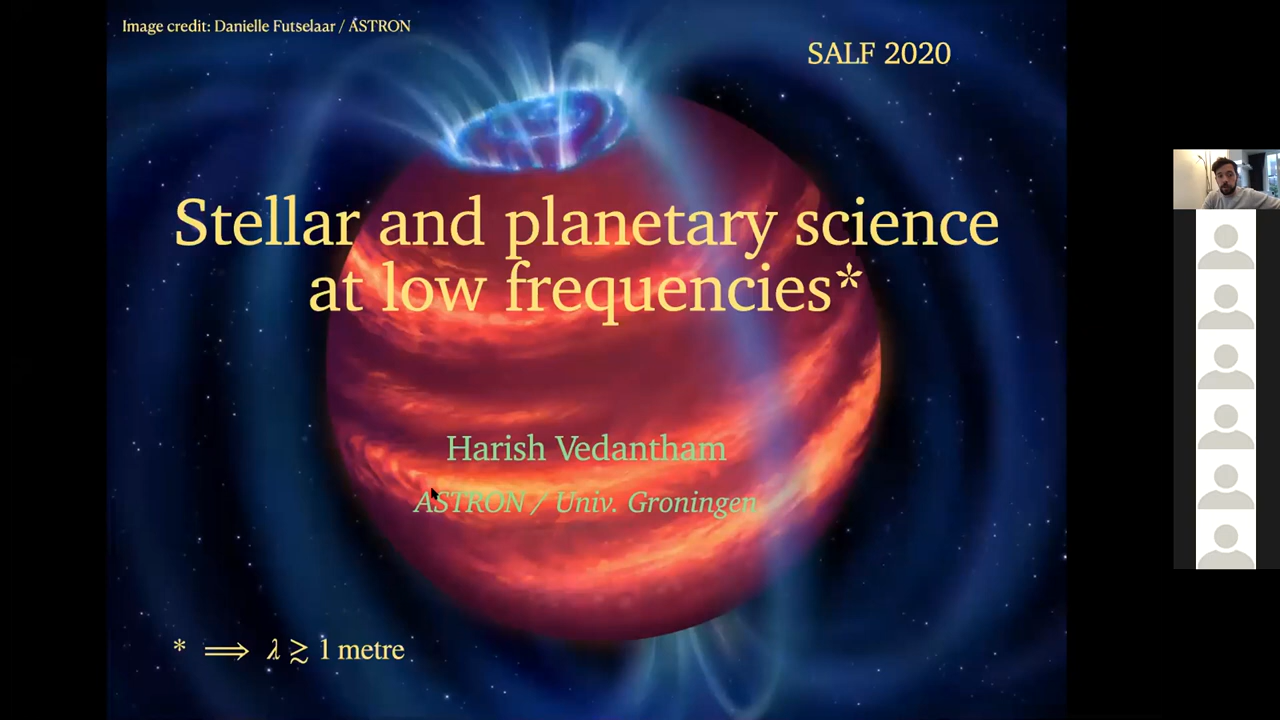 Image credit: Danielle Futselaar / ASTRON
SALF 2020
Stellar and planetary science
at low frequencies*
Harish Vedantham
ASTRON / Univ. Groningen
* ⟹ λ ≳ 1 metre